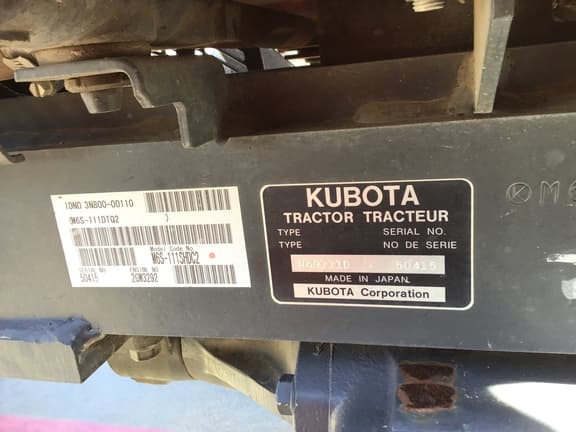 IDNO 3N800-00110
(M6S-111DTQ2 )
Model Code No.
M6S-111SHDC2
SERIAL NO ENGINE NO
50415 2GM3292
KUBOTA
TRACTOR TRACTEUR
TYPE SERIAL NO.
TYPE NO DE SERIE
50415
MADE IN JAPAN
KUBOTA Corporation